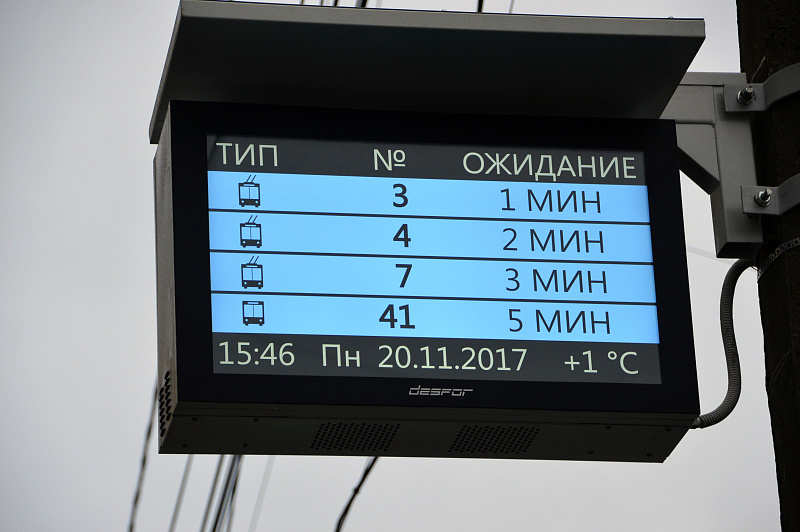 ТИП № ОЖИДАНИЕ
3 1 МИН
4 2 МИН
7 3 МИН
41 5 МИН
15:46 Пн 20.11.2017 +1 °C
desfor